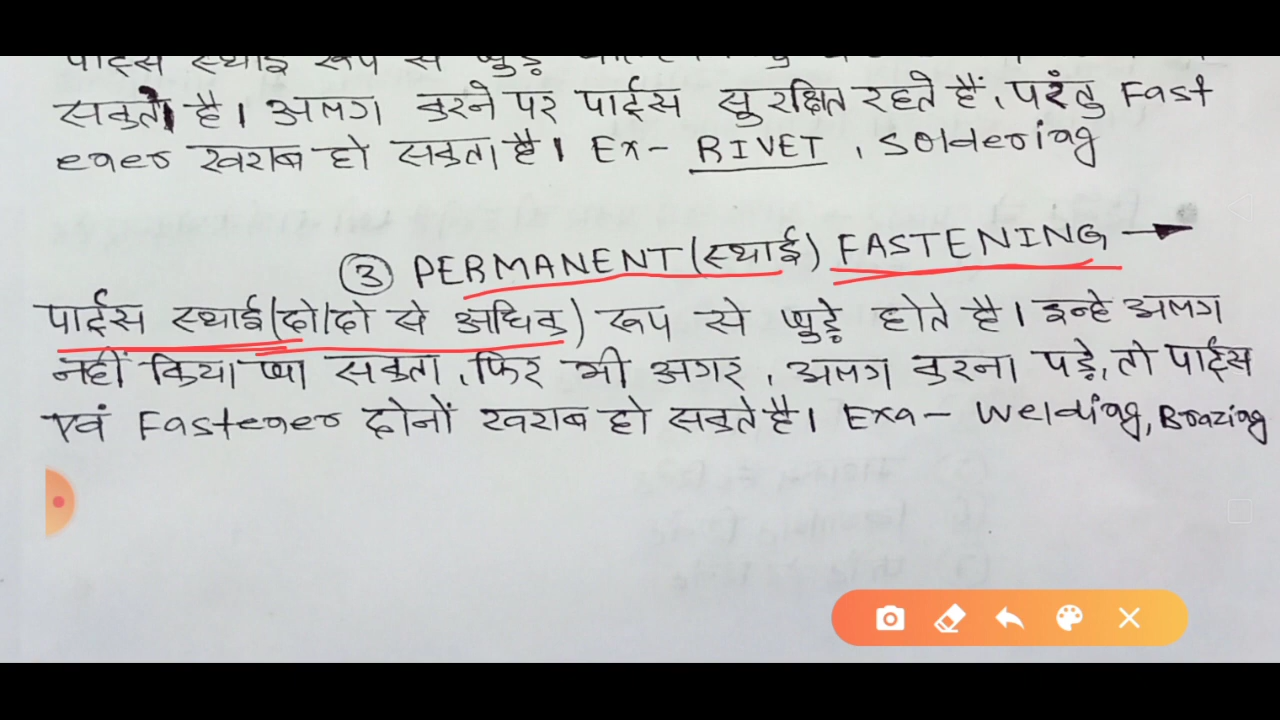 पार्ट्स स्थाई रूप से जुड़े
सकते है। अलग करने पर पार्ट्स सुरक्षित रहते हैं, परंतु Fast
ener खराब हो सकता है। Ex- RIVET, Soldering
③ PERMANENT (स्थाई) FASTENING →
पार्ट्स स्थाई (दो/दो से अधिक) रूप से जुड़े होते है। इन्हे अलग
नहीं किया जा सकता, फिर भी अगर, अलग करना पड़े, तो पार्ट्स
एवं Fastener दोनों खराब हो सकते है। Exa - Welding, Brazing